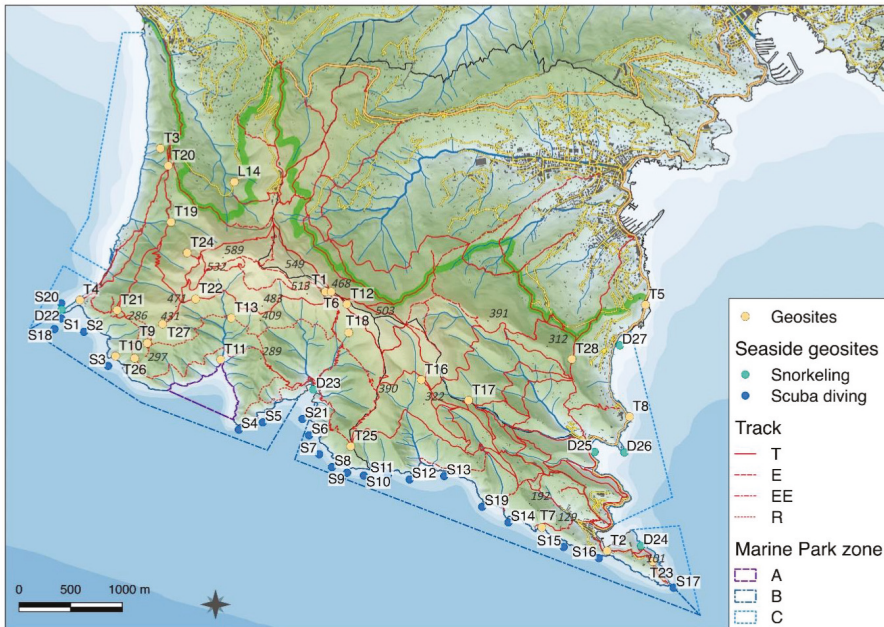 T3
T20
L14
T19
T24
589
532
549
468
T1
513
T12
T5
S20
T4
T22
471
483
T6
503
D22
T21
286
T13
409
391
S1
S2
431
T27
T18
312
D27
S18
T9
T28
S3
T10
297
T11
289
T26
T16
D23
390
322
T17
T8
S4
S5
S21
S6
T25
D25
D26
S7
S8
S11
S13
S9
S10
S12
192
S19
S14
T7
129
S15
D24
S16
T2
101
T23
S17
0 500 1000 m
Geosites
Seaside geosites
Snorkeling
Scuba diving
Track
T
E
EE
R
Marine Park zone
A
B
C